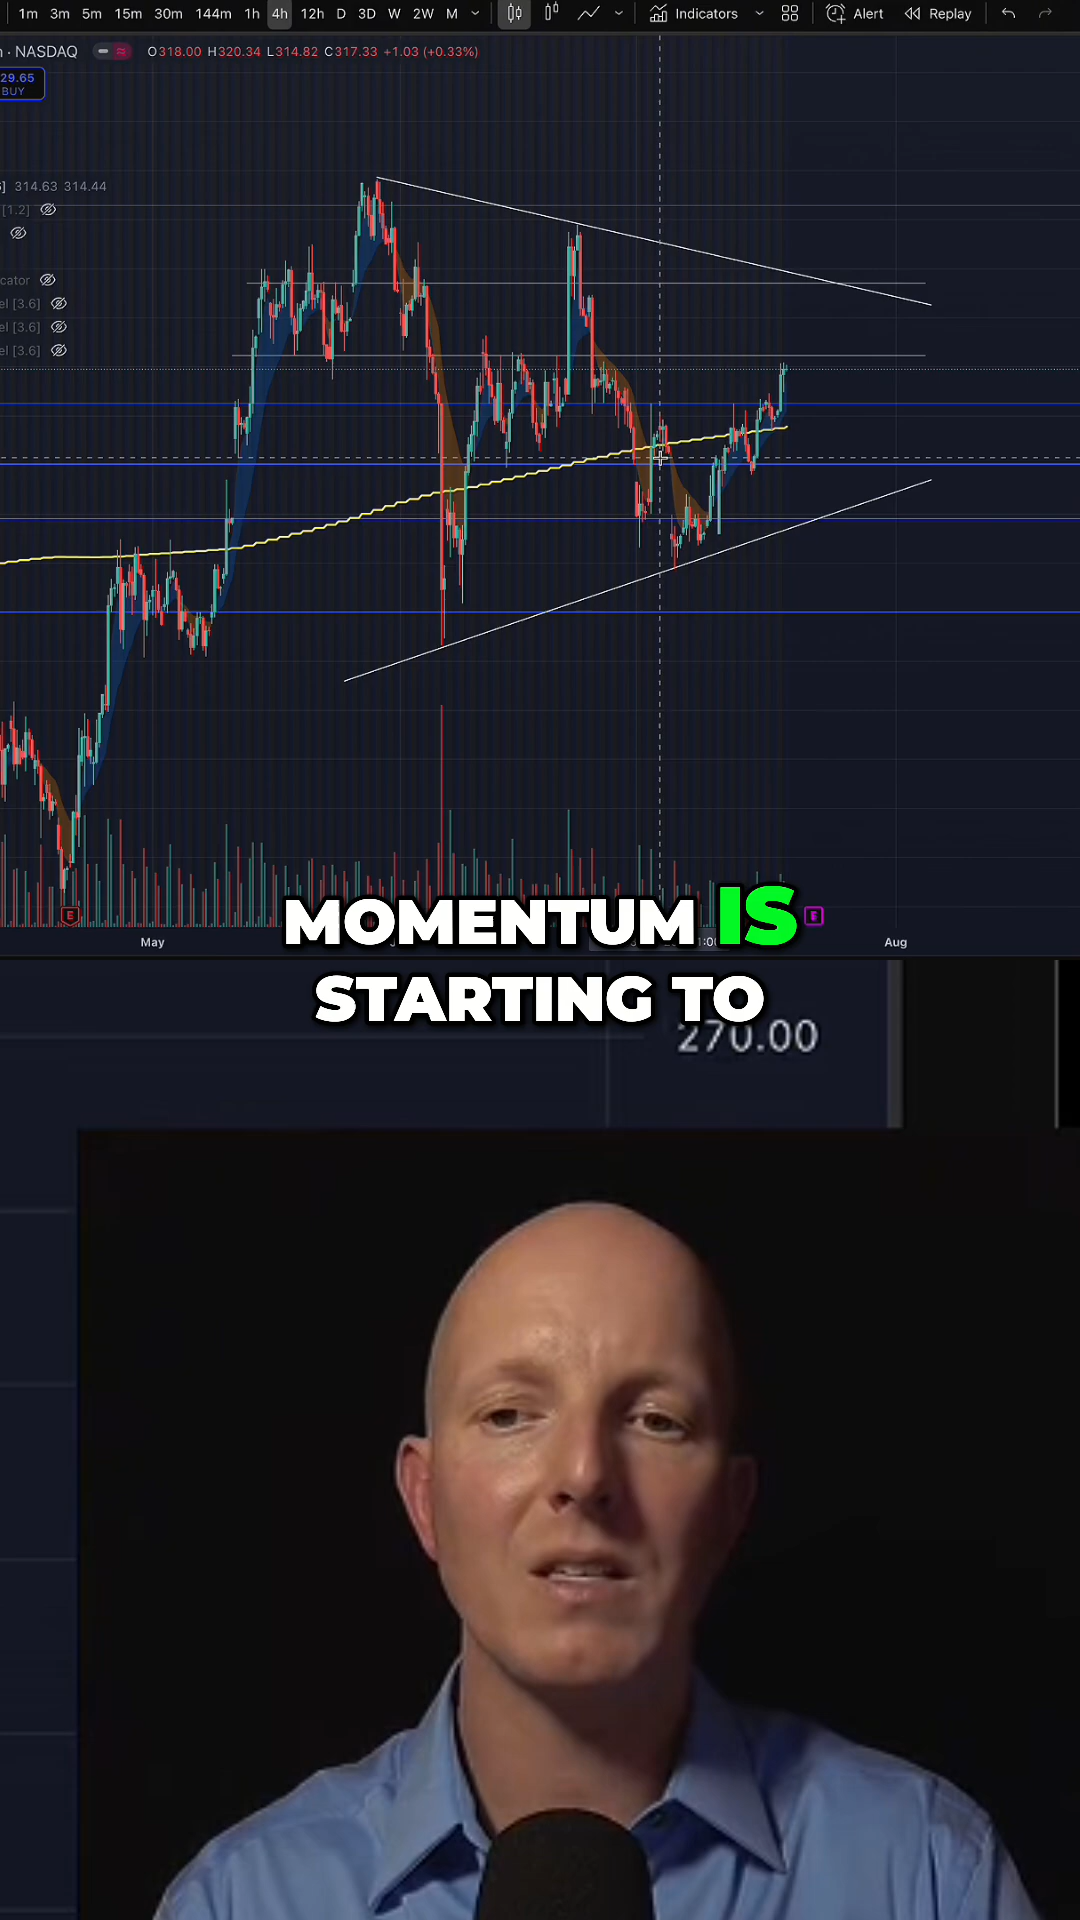 1m 3m 5m 15m 30m 144m 1h 4h 12h D 3D W 2W M Indicators Alert Replay
· NASDAQ O318.00 H320.34 L314.82 C317.33 +1.03 (+0.33%)
29.65
BUY
314.63 314.44
[1.2]
cator
el [3.6]
el [3.6]
el [3.6]
E
E
MOMENTUM IS
May Aug
STARTING TO
270.00